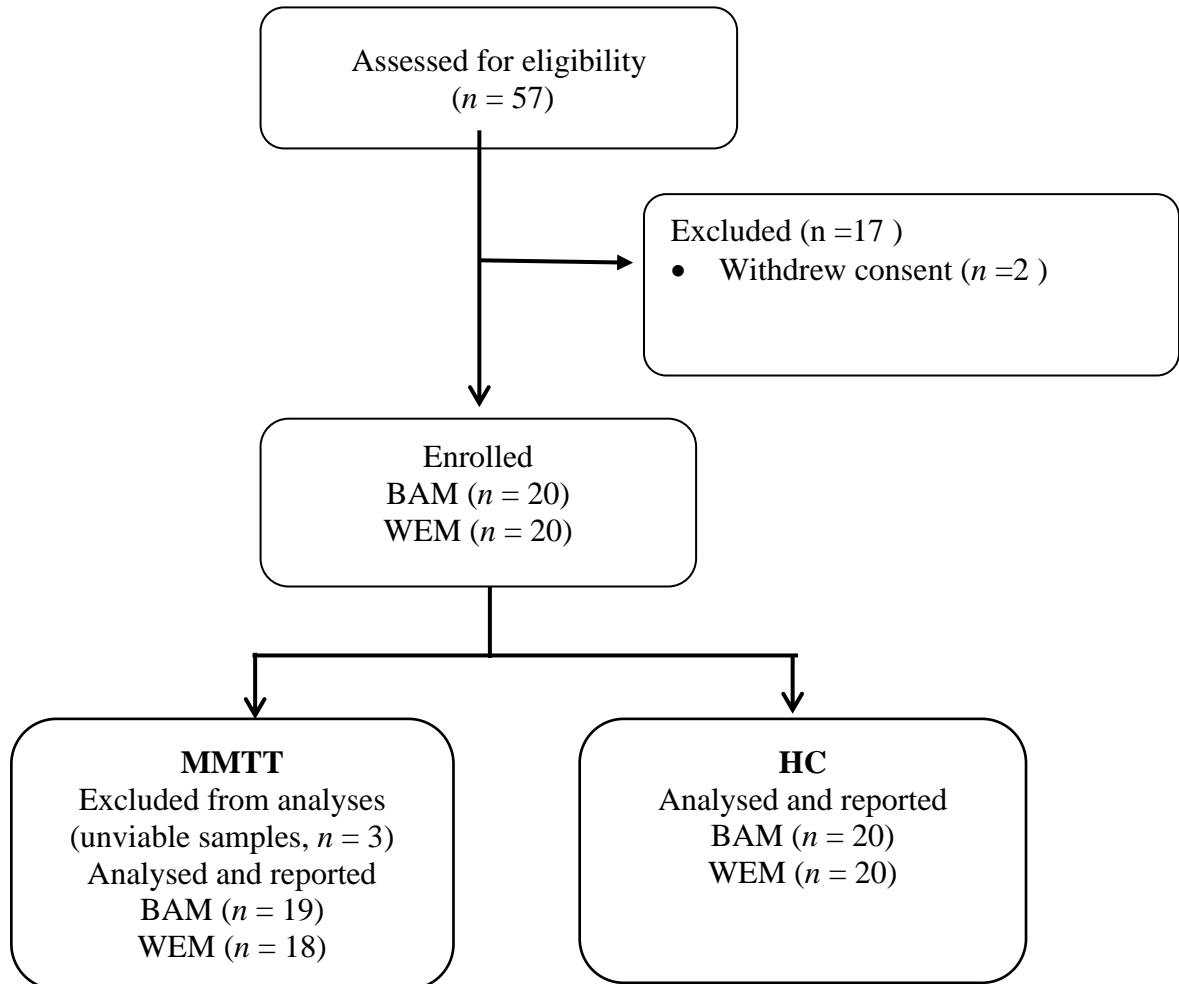 Assessed for eligibility
(n = 57)
Excluded (n =17 )
• Withdrew consent (n =2 )
Enrolled
BAM (n = 20)
WEM (n = 20)
MMTT
Excluded from analyses
(unviable samples, n = 3)
Analysed and reported
BAM (n = 19)
WEM (n = 18)
HC
Analysed and reported
BAM (n = 20)
WEM (n = 20)